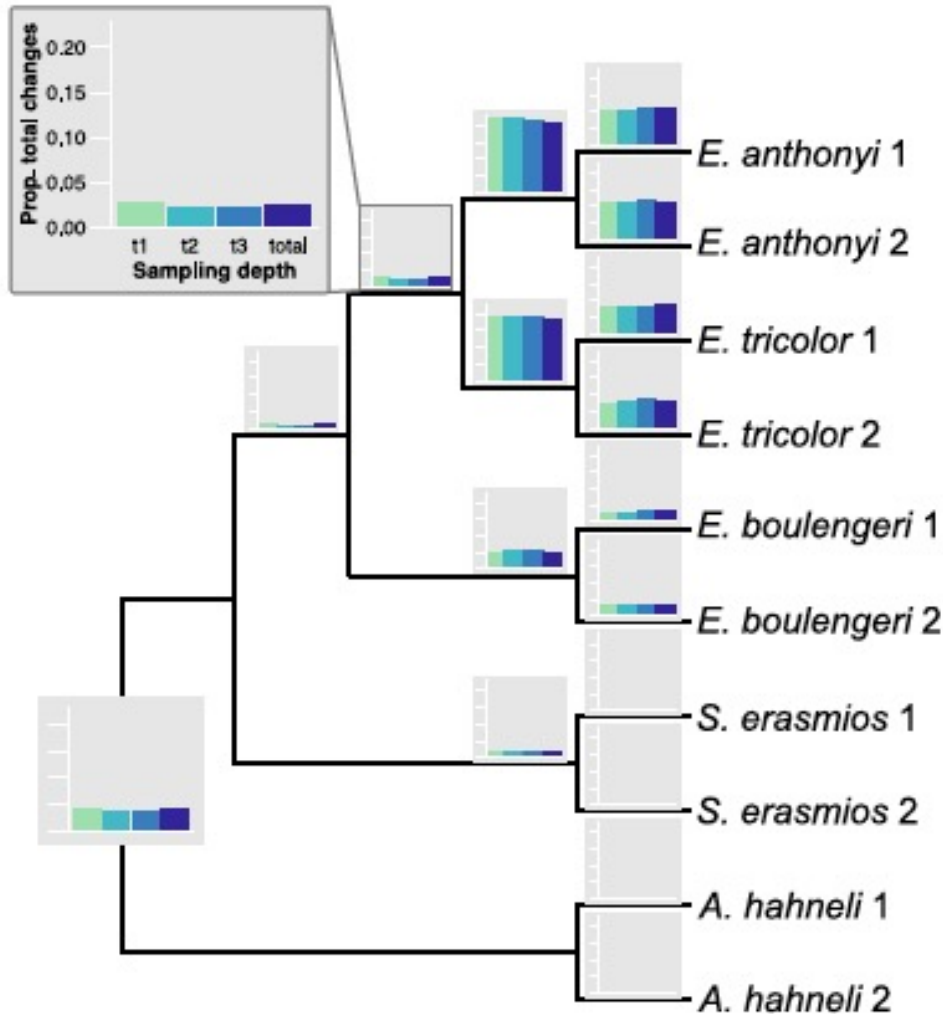 Prop. total changes
0.20
0.15
0.10
0.05
0.00
t1 t2 t3 total
Sampling depth
E. anthonyi 1
E. anthonyi 2
E. tricolor 1
E. tricolor 2
E. boulengeri 1
E. boulengeri 2
S. erasmios 1
S. erasmios 2
A. hahneli 1
A. hahneli 2